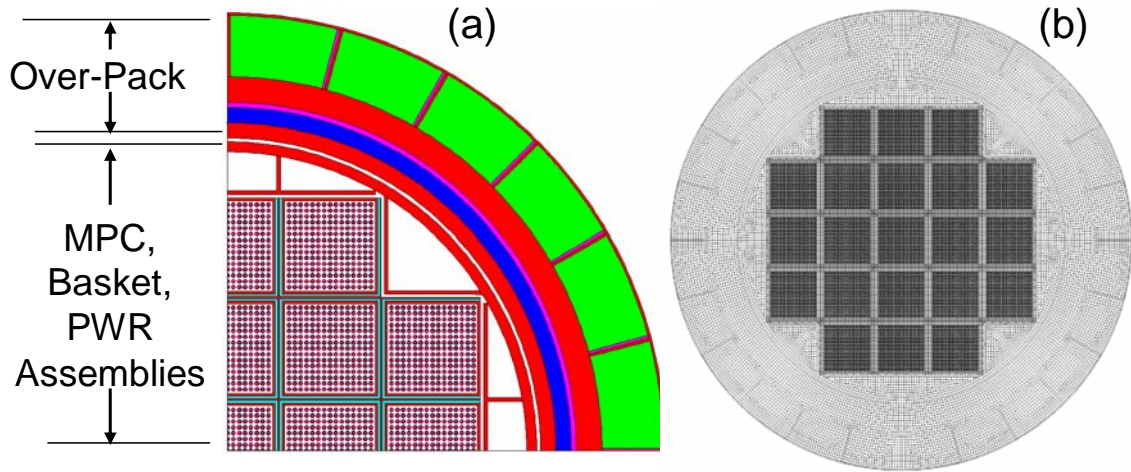 (a)
(b)
Over-Pack
MPC,
Basket,
PWR
Assemblies